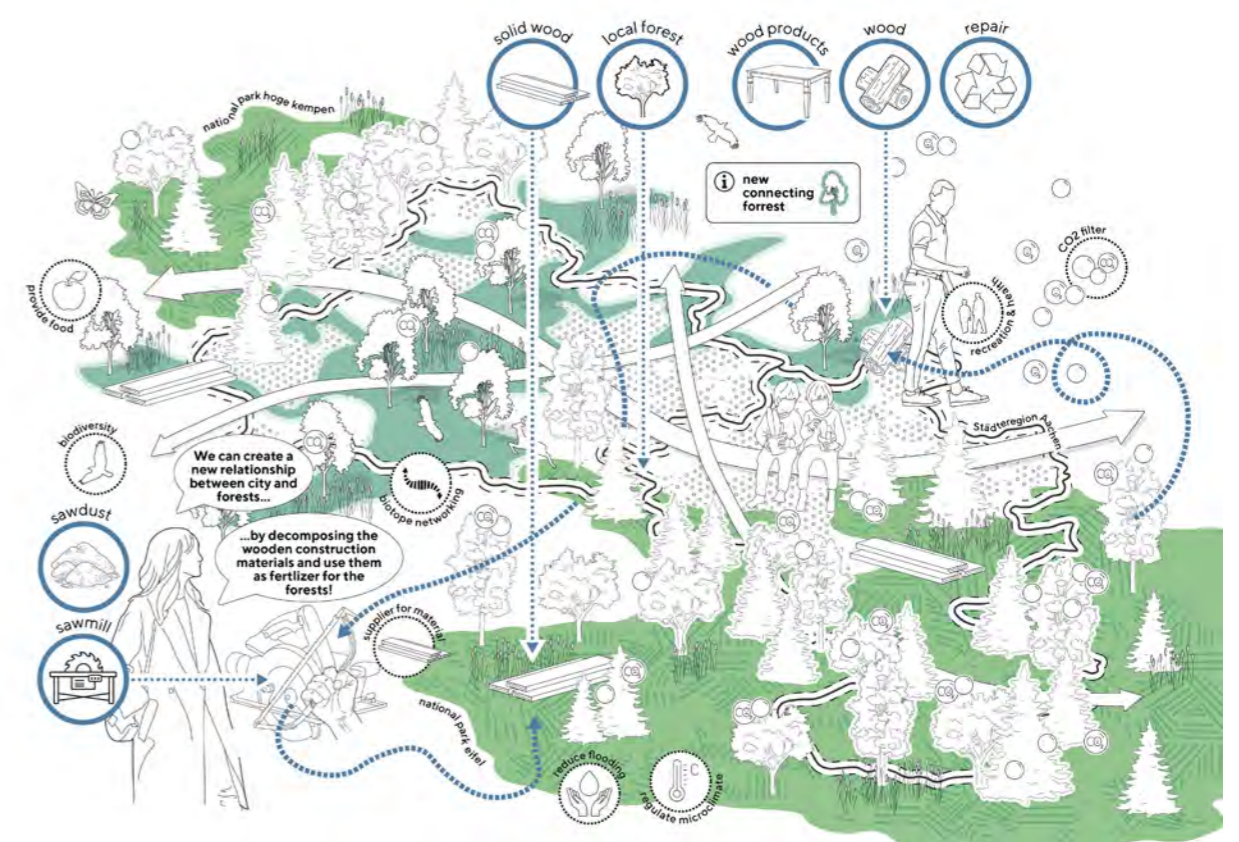 solid wood
local forest
wood products
wood
repair
national park hoge kempen
i new
connecting
forrest
CO2 filter
provide food
recreation & health
Städteregion Aachen
biodiversity
We can create a
new relationship
between city and
forests...
biotope networking
sawdust
...by decomposing the
wooden construction
materials and use them
as fertlizer for the
forests!
sawmill
supplier for material
national park eifel
reduce flooding
C
regulate microclimate